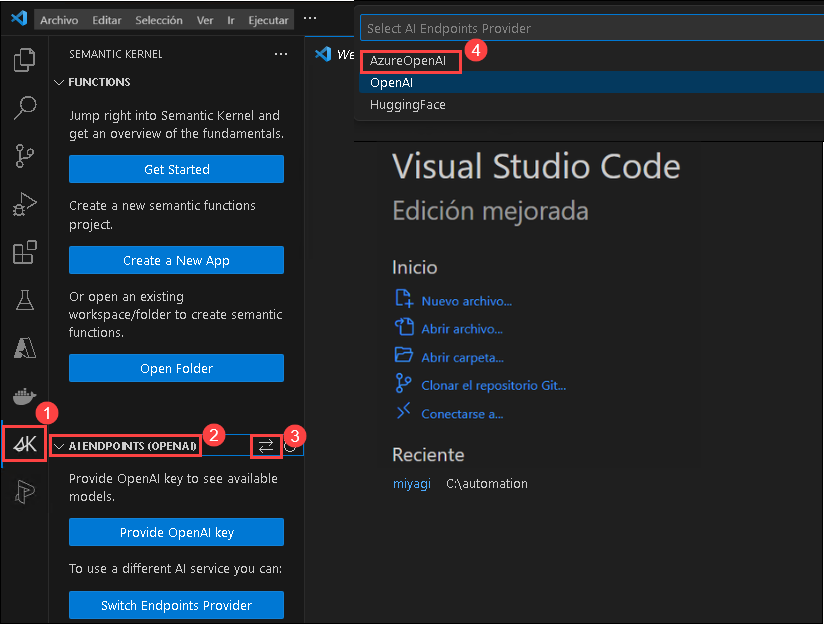 Archivo Editar Selección Ver Ir Ejecutar ...
SEMANTIC KERNEL ...
FUNCTIONS
Jump right into Semantic Kernel and
get an overview of the fundamentals.
Get Started
Create a new semantic functions
project.
Create a New App
Or open an existing
workspace/folder to create semantic
functions.
Open Folder
1
SK
AI ENDPOINTS (OPENAI)
2
3
Provide OpenAI key to see available
models.
Provide OpenAI key
To use a different AI service you can:
Switch Endpoints Provider
We
Select AI Endpoints Provider
AzureOpenAI
4
OpenAI
HuggingFace
Visual Studio Code
Edición mejorada
Inicio
Nuevo archivo...
Abrir archivo...
Abrir carpeta...
Clonar el repositorio Git...
Conectarse a...
Reciente
miyagi C:\automation